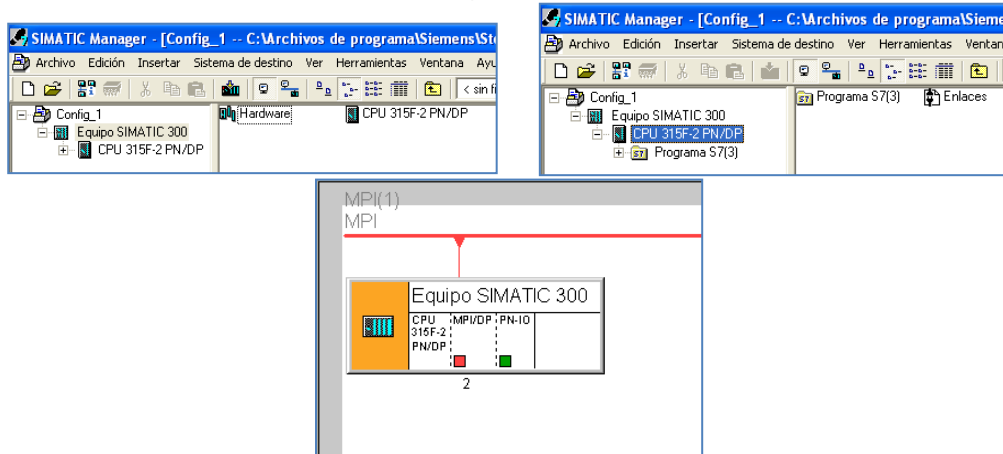 SIMATIC Manager - [Config_1 -- C:\Archivos de programa\Siemens\Ste
Archivo Edición Insertar Sistema de destino Ver Herramientas Ventana Ayu
< sin fi
Config_1
Equipo SIMATIC 300
CPU 315F-2 PN/DP
Hardware
CPU 315F-2 PN/DP
SIMATIC Manager - [Config_1 -- C:\Archivos de programa\Sieme
Archivo Edición Insertar Sistema de destino Ver Herramientas Ventan
Config_1
Equipo SIMATIC 300
CPU 315F-2 PN/DP
Programa S7(3)
Programa S7(3)
Enlaces
MPI(1)
MPI
Equipo SIMATIC 300
CPU 315F-2 PN/DP
MPI/DP
PN-IO
2